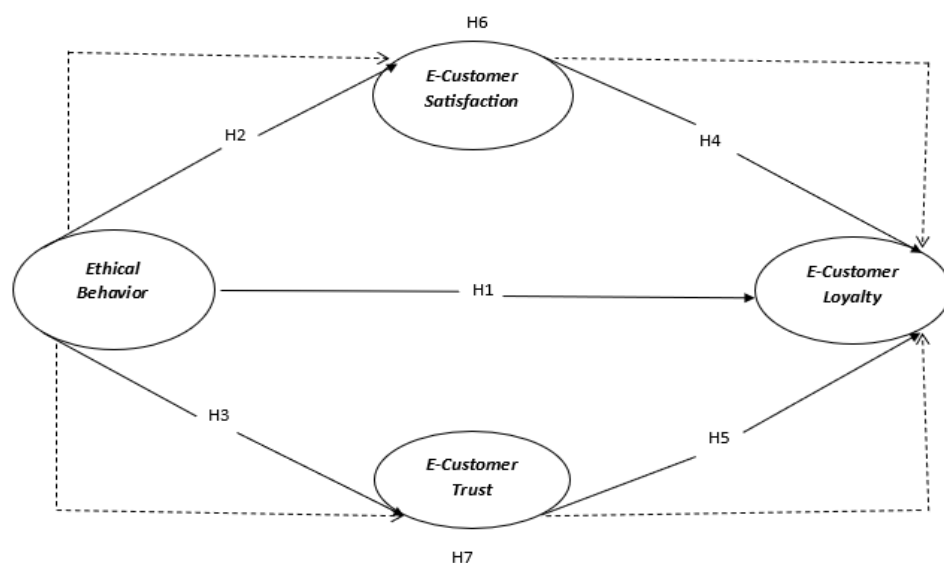 H6
E-Customer
Satisfaction
H2
H4
Ethical
Behavior
H1
E-Customer
Loyalty
H3
H5
E-Customer
Trust
H7